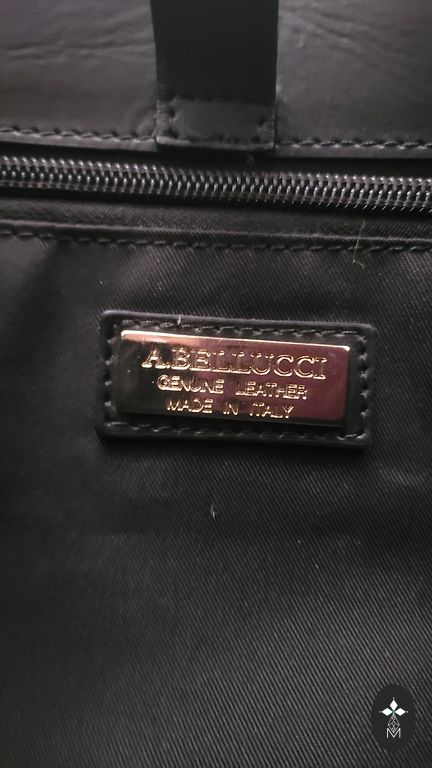 A.BELLUCCI
GENUINE LEATHER
MADE IN ITALY
M